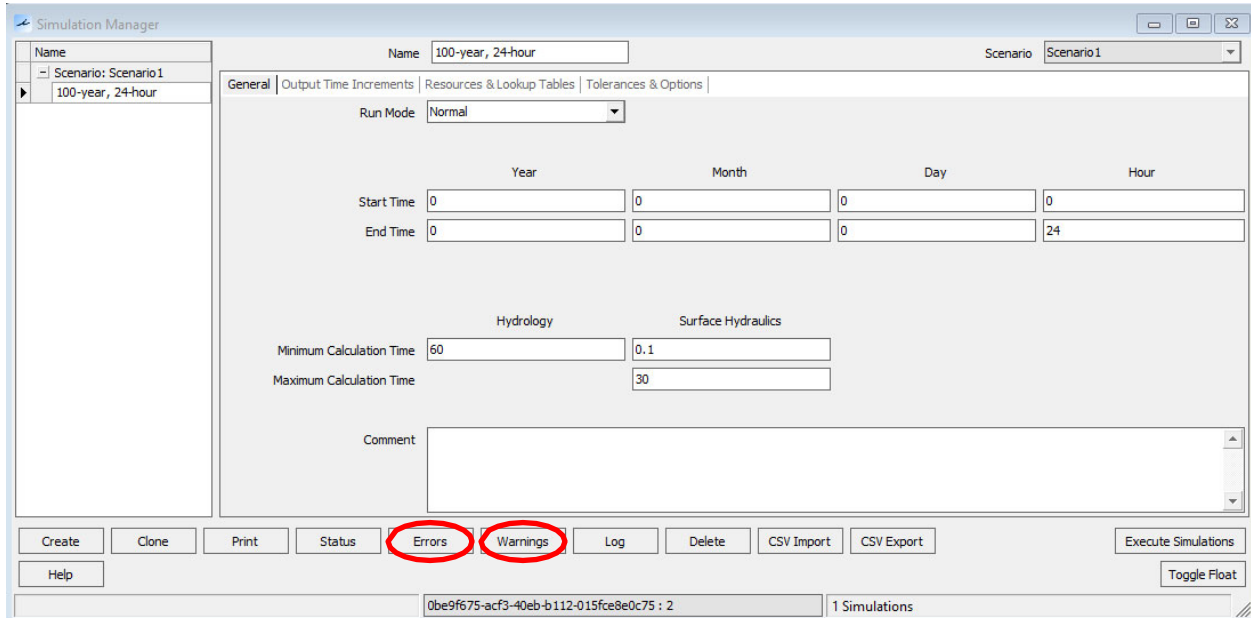 Simulation Manager
Name
Scenario: Scenario1
100-year, 24-hour
Name 100-year, 24-hour Scenario Scenario1
General Output Time Increments Resources & Lookup Tables Tolerances & Options
Run Mode Normal
Year Month Day Hour
Start Time 0 0 0 0
End Time 0 0 0 24
Hydrology Surface Hydraulics
Minimum Calculation Time 60 0.1
Maximum Calculation Time 30
Comment
Create Clone Print Status Errors Warnings Log Delete CSV Import CSV Export Execute Simulations
Help Toggle Float
0be9f675-acf3-40eb-b112-015fce8e0c75 : 2 1 Simulations